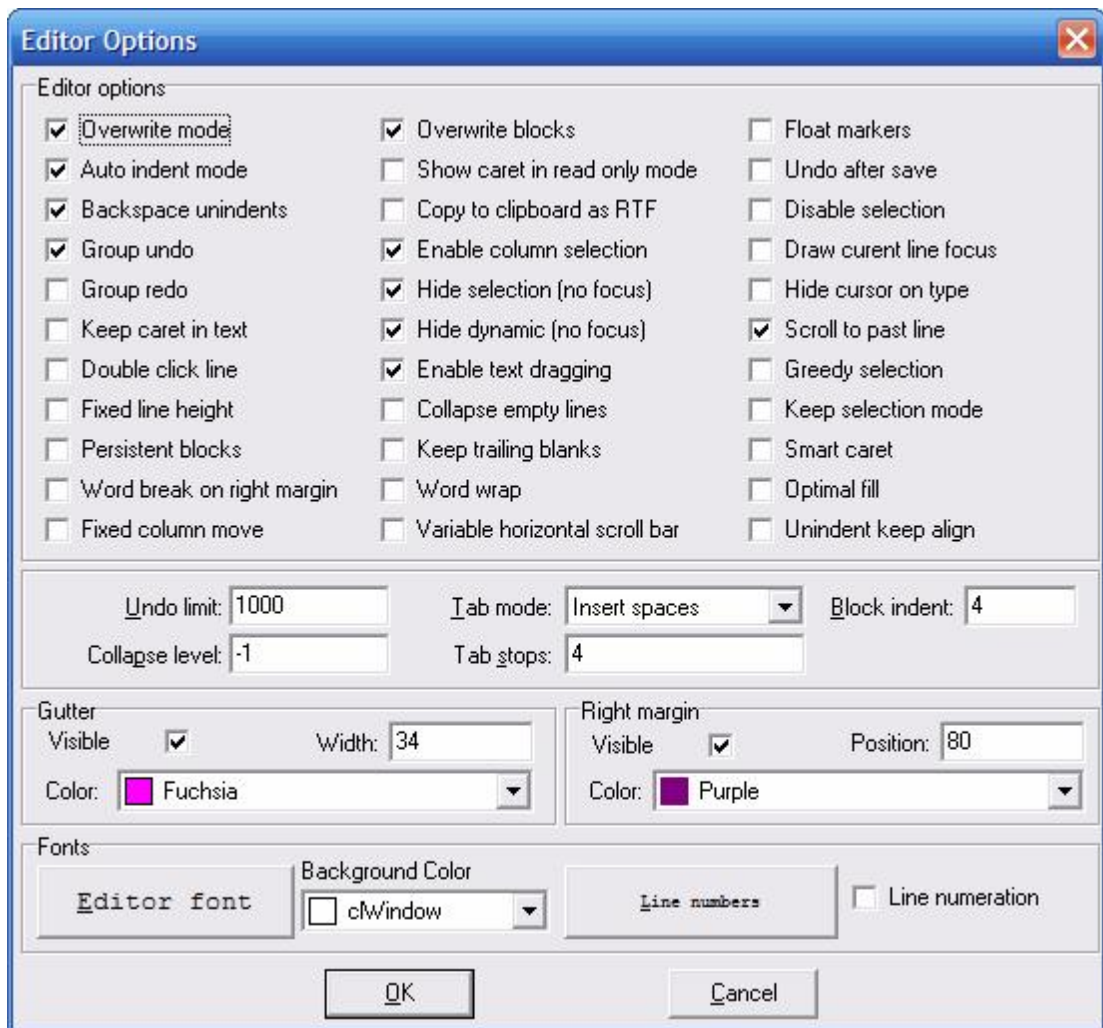 Editor Options
Editor options
Overwrite mode Overwrite blocks Float markers
Auto indent mode Show caret in read only mode Undo after save
Backspace unindents Copy to clipboard as RTF Disable selection
Group undo Enable column selection Draw curent line focus
Group redo Hide selection (no focus) Hide cursor on type
Keep caret in text Hide dynamic (no focus) Scroll to past line
Double click line Enable text dragging Greedy selection
Fixed line height Collapse empty lines Keep selection mode
Persistent blocks Keep trailing blanks Smart caret
Word break on right margin Word wrap Optimal fill
Fixed column move Variable horizontal scroll bar Unindent keep align
Undo limit: 1000 Tab mode: Insert spaces Block indent: 4
Collapse level: -1 Tab stops: 4
Gutter Right margin
Visible Width: 34 Visible Position: 80
Color: Fuchsia Color: Purple
Fonts
Background Color
Editor font clWindow Line numbers Line numeration
OK Cancel